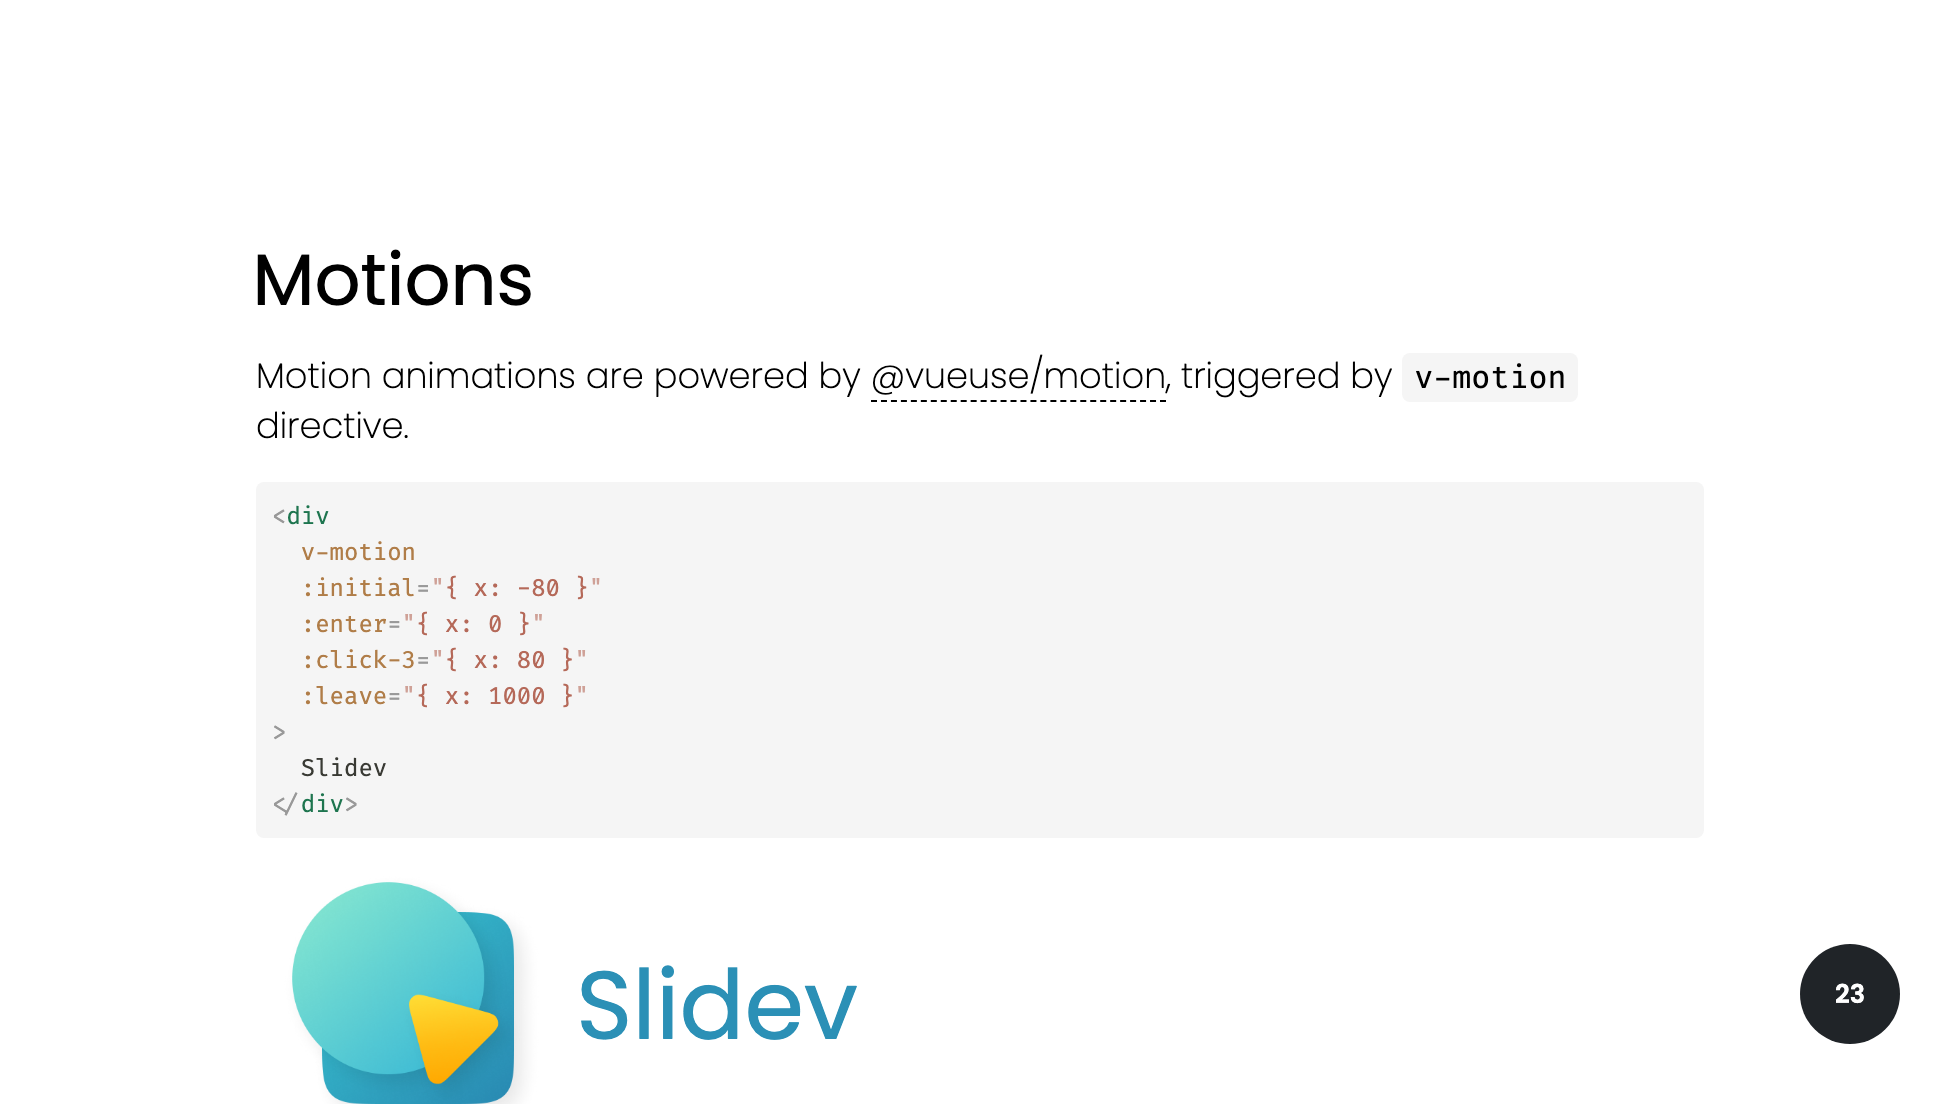 Motions
Motion animations are powered by @vueuse/motion, triggered by v-motion
directive.
<div
  v-motion
  :initial="{ x: -80 }"
  :enter="{ x: 0 }"
  :click-3="{ x: 80 }"
  :leave="{ x: 1000 }"
>
  Slidev
</div>
Slidev
23